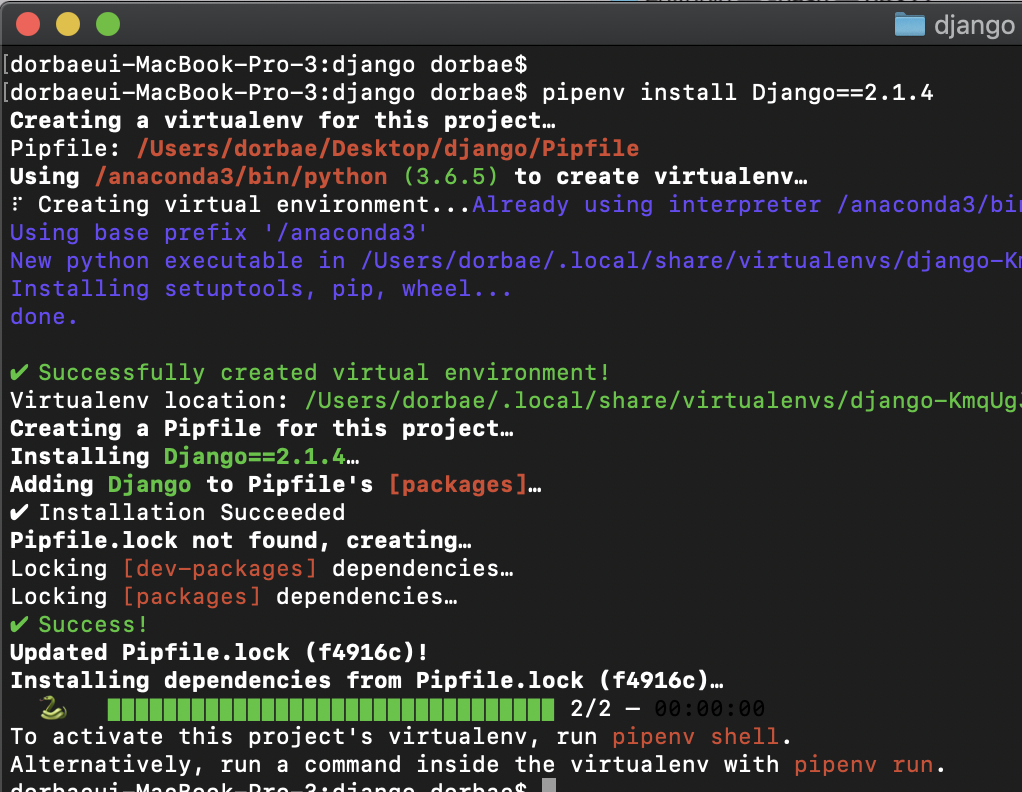 django
dorbaeui-MacBook-Pro-3:django dorbae$
dorbaeui-MacBook-Pro-3:django dorbae$ pipenv install Django==2.1.4
Creating a virtualenv for this project…
Pipfile: /Users/dorbae/Desktop/django/Pipfile
Using /anaconda3/bin/python (3.6.5) to create virtualenv…
⠏ Creating virtual environment...Already using interpreter /anaconda3/bin
Using base prefix '/anaconda3'
New python executable in /Users/dorbae/.local/share/virtualenvs/django-Km
Installing setuptools, pip, wheel...
done.
✔ Successfully created virtual environment!
Virtualenv location: /Users/dorbae/.local/share/virtualenvs/django-KmqUg
Creating a Pipfile for this project…
Installing Django==2.1.4…
Adding Django to Pipfile's [packages]…
✔ Installation Succeeded
Pipfile.lock not found, creating…
Locking [dev-packages] dependencies…
Locking [packages] dependencies…
✔ Success!
Updated Pipfile.lock (f4916c)!
Installing dependencies from Pipfile.lock (f4916c)…
🐍 ▉▉▉▉▉▉▉▉▉▉▉▉▉▉▉▉▉▉▉▉▉▉▉▉▉▉▉▉▉▉▉▉ 2/2 — 00:00:00
To activate this project's virtualenv, run pipenv shell.
Alternatively, run a command inside the virtualenv with pipenv run.
dorbaeui-MacBook-Pro-3:django dorbae$